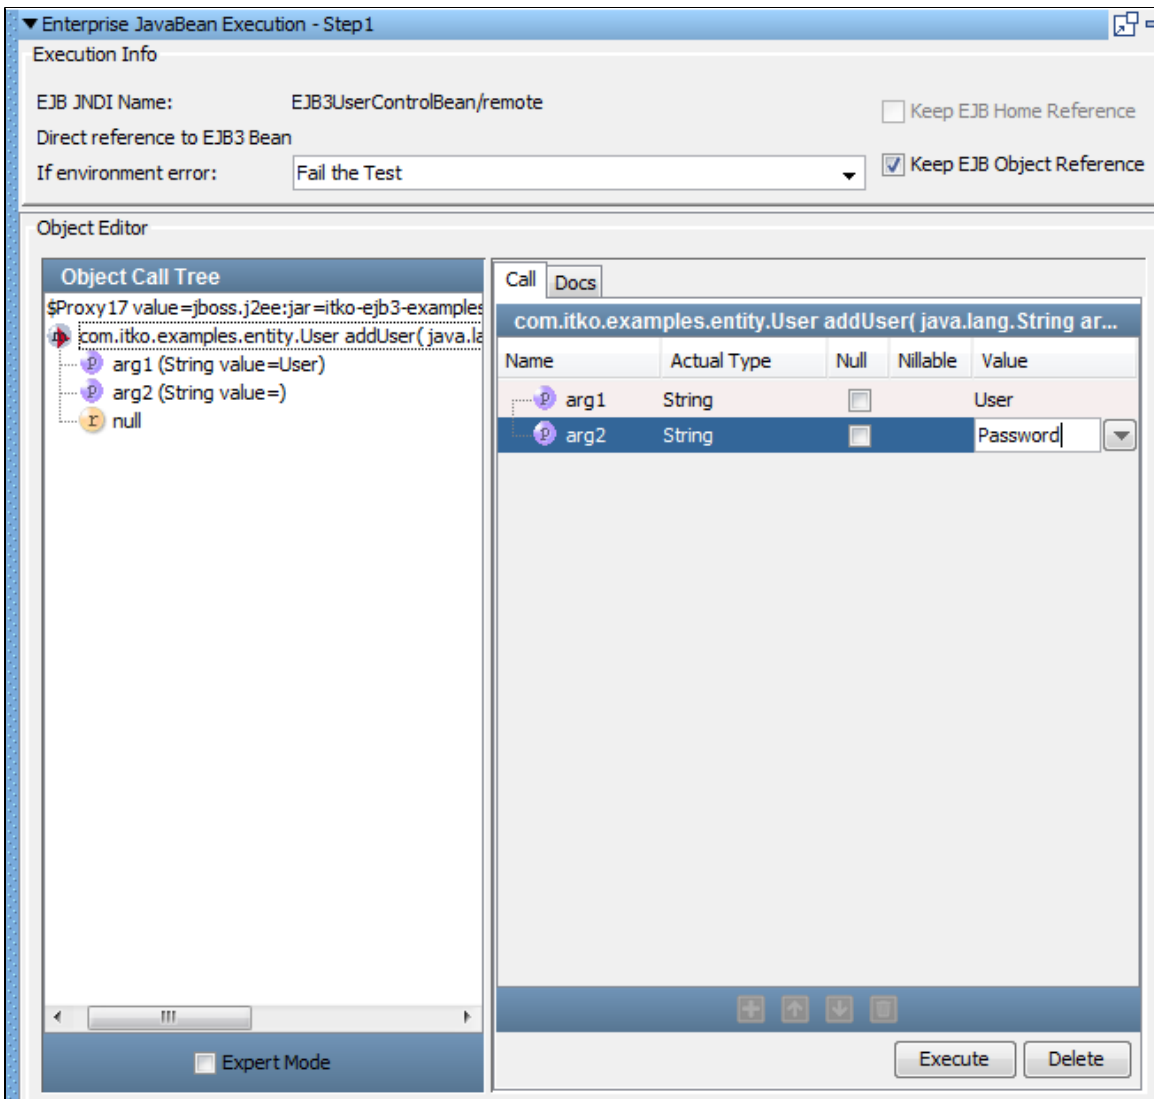 Enterprise JavaBean Execution - Step1
Execution Info
EJB JNDI Name: EJB3UserControlBean/remote
Keep EJB Home Reference
Direct reference to EJB3 Bean
If environment error: Fail the Test
Keep EJB Object Reference
Object Editor
Object Call Tree
$Proxy17 value=jboss.j2ee:jar=itko-ejb3-examples
com.itko.examples.entity.User addUser( java.la
P arg1 (String value=User)
P arg2 (String value=)
r null
Expert Mode
Call Docs
com.itko.examples.entity.User addUser( java.lang.String ar...
Name Actual Type Null Nillable Value
P arg1 String User
P arg2 String Password
Execute Delete